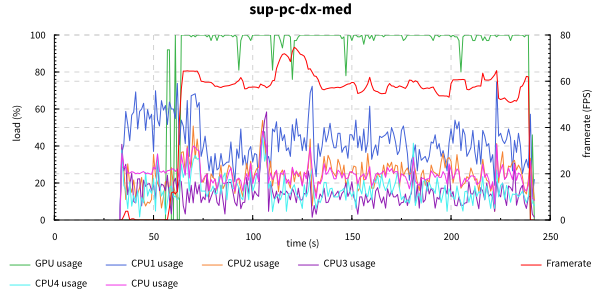 sup-pc-dx-med
100
80
60
40
20
0
load (%)
80
60
40
20
0
framerate (FPS)
0 50 100 150 200 250
time (s)
GPU usage CPU1 usage CPU2 usage CPU3 usage Framerate
CPU4 usage CPU usage